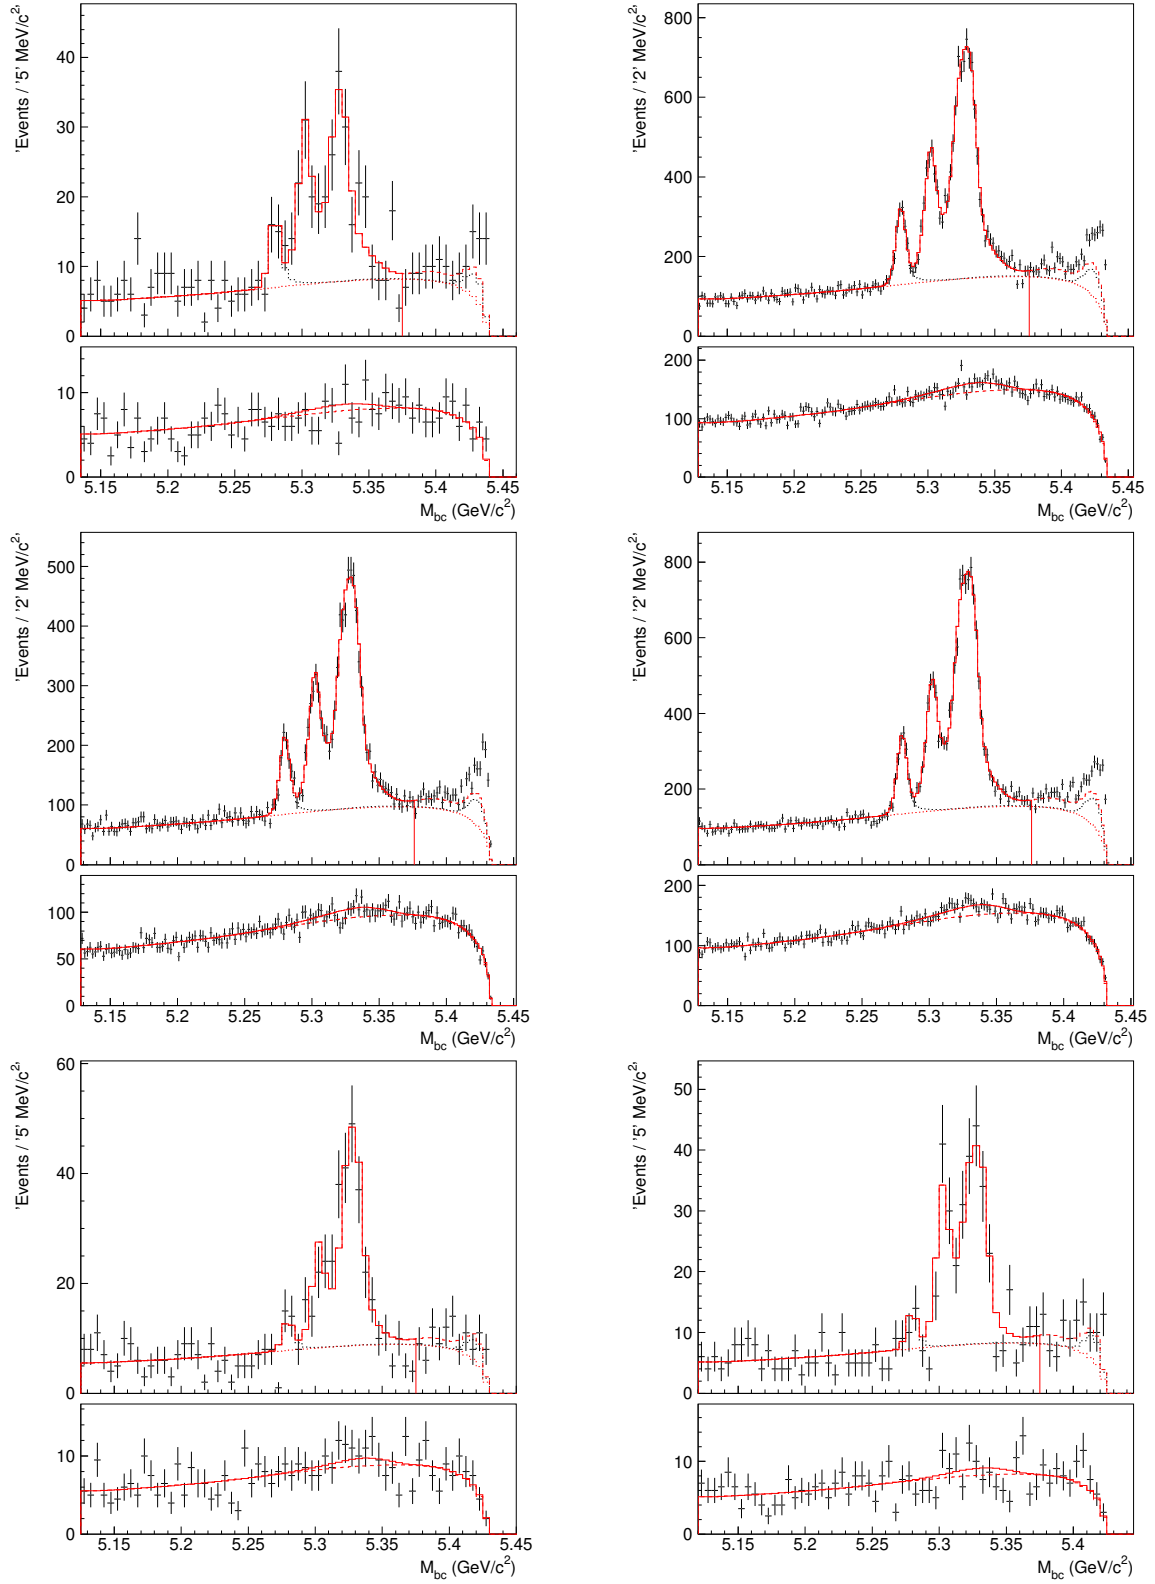 'Events / '5' MeV/c²'
40
30
20
10
0
10
0
5.15 5.2 5.25 5.3 5.35 5.4 5.45
M_bc (GeV/c²)
'Events / '2' MeV/c²'
800
600
400
200
0
200
100
0
5.15 5.2 5.25 5.3 5.35 5.4 5.45
M_bc (GeV/c²)
'Events / '2' MeV/c²'
500
400
300
200
100
0
100
50
0
5.15 5.2 5.25 5.3 5.35 5.4 5.45
M_bc (GeV/c²)
'Events / '2' MeV/c²'
800
600
400
200
0
200
100
0
5.15 5.2 5.25 5.3 5.35 5.4 5.45
M_bc (GeV/c²)
'Events / '5' MeV/c²'
60
40
20
0
10
0
5.15 5.2 5.25 5.3 5.35 5.4 5.45
M_bc (GeV/c²)
'Events / '5' MeV/c²'
50
40
30
20
10
0
10
0
5.15 5.2 5.25 5.3 5.35 5.4
M_bc (GeV/c²)